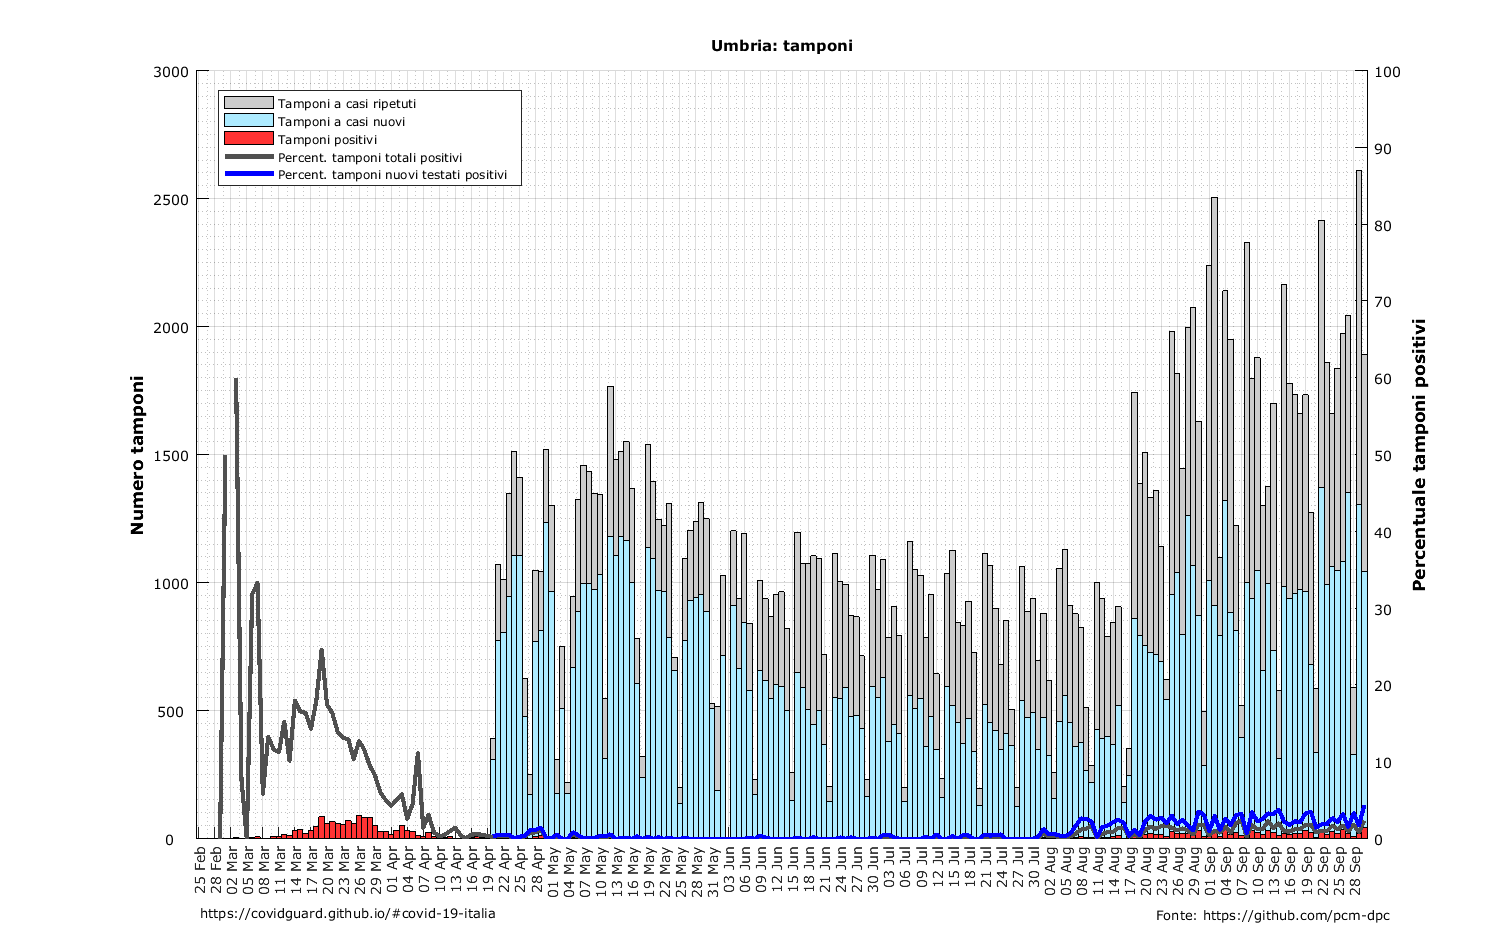 Umbria: tamponi
Tamponi a casi ripetuti
Tamponi a casi nuovi
Tamponi positivi
Percent. tamponi totali positivi
Percent. tamponi nuovi testati positivi
Numero tamponi
3000
2500
2000
1500
1000
500
0
Percentuale tamponi positivi
100
90
80
70
60
50
40
30
20
10
0
25 Feb
28 Feb
02 Mar
05 Mar
08 Mar
11 Mar
14 Mar
17 Mar
20 Mar
23 Mar
26 Mar
29 Mar
01 Apr
04 Apr
07 Apr
10 Apr
13 Apr
16 Apr
19 Apr
22 Apr
25 Apr
28 Apr
01 May
04 May
07 May
10 May
13 May
16 May
19 May
22 May
25 May
28 May
31 May
03 Jun
06 Jun
09 Jun
12 Jun
15 Jun
18 Jun
21 Jun
24 Jun
27 Jun
30 Jun
03 Jul
06 Jul
09 Jul
12 Jul
15 Jul
18 Jul
21 Jul
24 Jul
27 Jul
30 Jul
02 Aug
05 Aug
08 Aug
11 Aug
14 Aug
17 Aug
20 Aug
23 Aug
26 Aug
29 Aug
01 Sep
04 Sep
07 Sep
10 Sep
13 Sep
16 Sep
19 Sep
22 Sep
25 Sep
28 Sep
https://covidguard.github.io/#covid-19-italia
Fonte: https://github.com/pcm-dpc